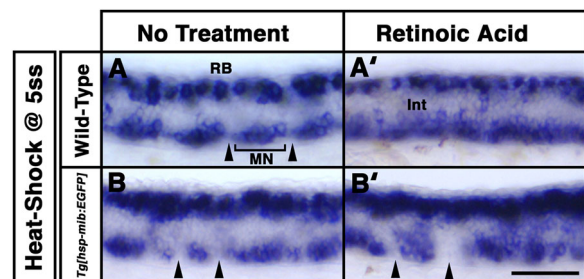 No Treatment
Retinoic Acid
Heat-Shock @ 5ss
Wild-Type
Tg[hsp-mib:EGFP]
A
RB
MN
A'
Int
B
B'